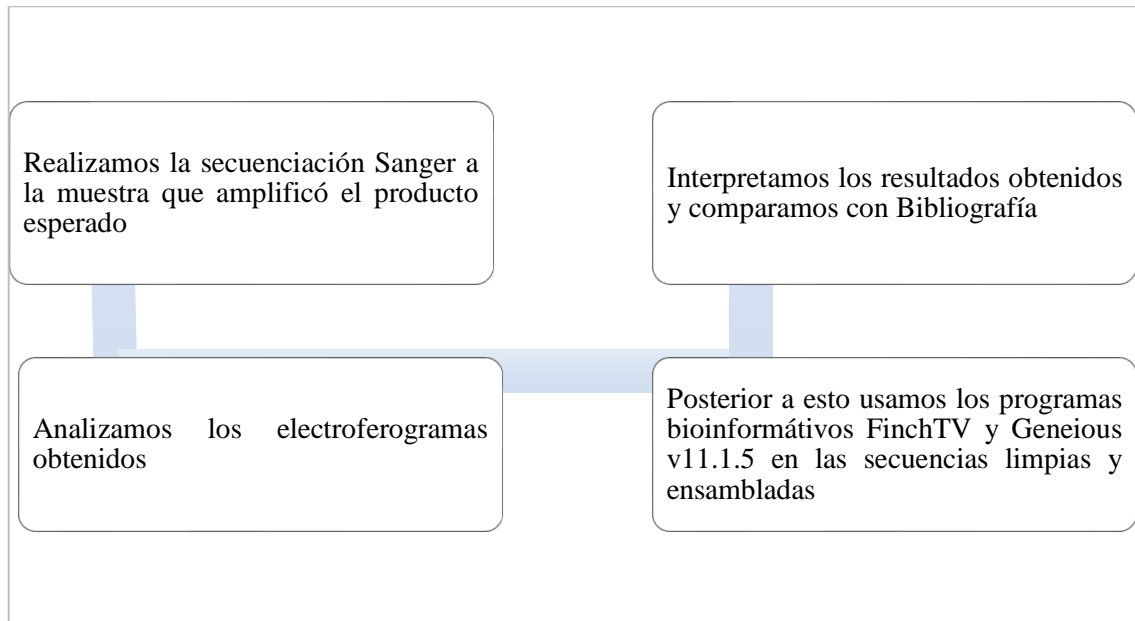 Realizamos la secuenciación Sanger a
la muestra que amplificó el producto
esperado
Analizamos los electroferogramas
obtenidos
Posterior a esto usamos los programas
bioinformátivos FinchTV y Geneious
v11.1.5 en las secuencias limpias y
ensambladas
Interpretamos los resultados obtenidos
y comparamos con Bibliografía